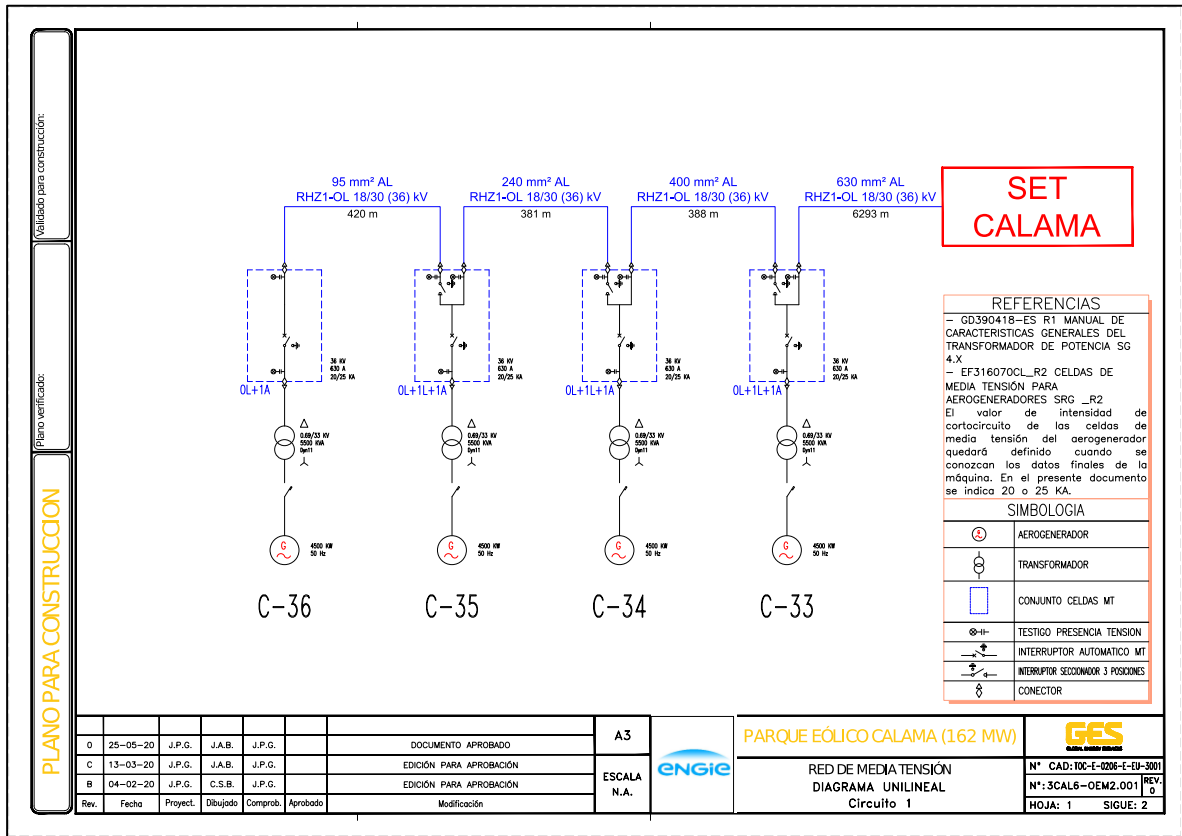 Validado para construcción:
Plano verificado:
PLANO PARA CONSTRUCCION
95 mm² AL
RHZ1-OL 18/30 (36) kV
420 m
240 mm² AL
RHZ1-OL 18/30 (36) kV
381 m
400 mm² AL
RHZ1-OL 18/30 (36) kV
388 m
630 mm² AL
RHZ1-OL 18/30 (36) kV
6293 m
SET
CALAMA
36 KV
630 A
20/25 KA
0L+1A
0.69/33 KV
5500 KVA
Dyn11
G
4500 KW
50 Hz
C-36
36 KV
630 A
20/25 KA
0L+1L+1A
0.69/33 KV
5500 KVA
Dyn11
G
4500 KW
50 Hz
C-35
36 KV
630 A
20/25 KA
0L+1L+1A
0.69/33 KV
5500 KVA
Dyn11
G
4500 KW
50 Hz
C-34
36 KV
630 A
20/25 KA
0L+1L+1A
0.69/33 KV
5500 KVA
Dyn11
G
4500 KW
50 Hz
C-33
REFERENCIAS
- GD390418-ES R1 MANUAL DE
CARACTERISTICAS GENERALES DEL
TRANSFORMADOR DE POTENCIA SG
4.X
- EF316070CL_R2 CELDAS DE
MEDIA TENSIÓN PARA
AEROGENERADORES SRG _R2
El valor de intensidad de
cortocircuito de las celdas de
media tensión del aerogenerador
quedará definido cuando se
conozcan los datos finales de la
máquina. En el presente documento
se indica 20 o 25 KA.
SIMBOLOGIA
AEROGENERADOR
TRANSFORMADOR
CONJUNTO CELDAS MT
TESTIGO PRESENCIA TENSION
INTERRUPTOR AUTOMATICO MT
INTERRUPTOR SECCIONADOR 3 POSICIONES
CONECTOR
0 25-05-20 J.P.G. J.A.B. J.P.G. DOCUMENTO APROBADO
C 13-03-20 J.P.G. J.A.B. J.P.G. EDICIÓN PARA APROBACIÓN
B 04-02-20 J.P.G. C.S.B. J.P.G. EDICIÓN PARA APROBACIÓN
Rev. Fecha Proyect. Dibujado Comprob. Aprobado Modificación
A3
ESCALA
N.A.
ENGIE
PARQUE EÓLICO CALAMA (162 MW)
RED DE MEDIA TENSIÓN
DIAGRAMA UNILINEAL
Circuito 1
GES
GLOBAL ENERGY SERVICES
N° CAD:TOC-E-0206-E-EU-3001
N°:3CAL6-OEM2.001 REV.
0
HOJA: 1 SIGUE: 2